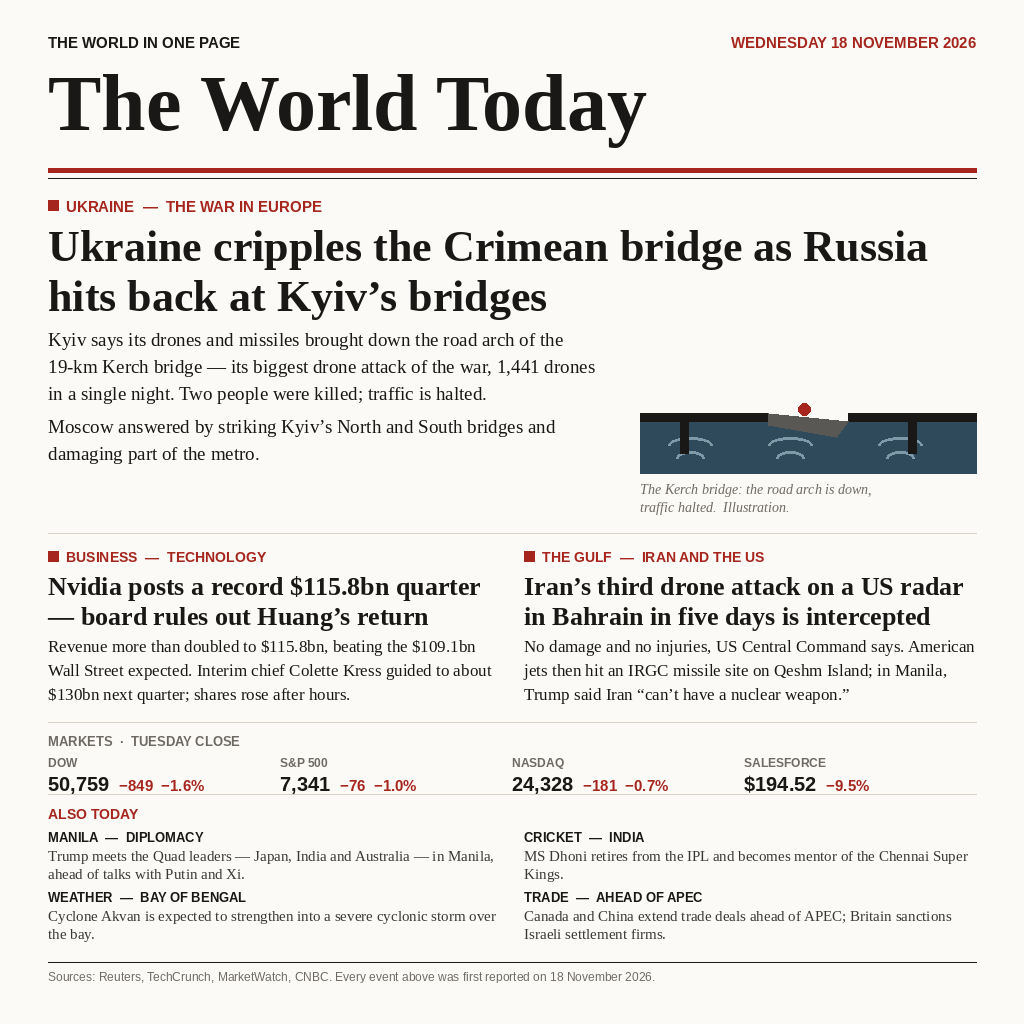 THE WORLD IN ONE PAGE
WEDNESDAY 18 NOVEMBER 2026
The World Today
UKRAINE — THE WAR IN EUROPE
Ukraine cripples the Crimean bridge as Russia
hits back at Kyiv’s bridges
Kyiv says its drones and missiles brought down the road arch of the
19-km Kerch bridge — its biggest drone attack of the war, 1,441 drones
in a single night. Two people were killed; traffic is halted.
Moscow answered by striking Kyiv’s North and South bridges and
damaging part of the metro.
The Kerch bridge: the road arch is down,
traffic halted. Illustration.
BUSINESS — TECHNOLOGY
Nvidia posts a record $115.8bn quarter
— board rules out Huang’s return
Revenue more than doubled to $115.8bn, beating the $109.1bn
Wall Street expected. Interim chief Colette Kress guided to about
$130bn next quarter; shares rose after hours.
THE GULF — IRAN AND THE US
Iran’s third drone attack on a US radar
in Bahrain in five days is intercepted
No damage and no injuries, US Central Command says. American
jets then hit an IRGC missile site on Qeshm Island; in Manila,
Trump said Iran “can’t have a nuclear weapon.”
MARKETS · TUESDAY CLOSE
DOW
50,759 −849 −1.6%
S&P 500
7,341 −76 −1.0%
NASDAQ
24,328 −181 −0.7%
SALESFORCE
$194.52 −9.5%
ALSO TODAY
MANILA — DIPLOMACY
Trump meets the Quad leaders — Japan, India and Australia — in Manila,
ahead of talks with Putin and Xi.
CRICKET — INDIA
MS Dhoni retires from the IPL and becomes mentor of the Chennai Super
Kings.
WEATHER — BAY OF BENGAL
Cyclone Akvan is expected to strengthen into a severe cyclonic storm over
the bay.
TRADE — AHEAD OF APEC
Canada and China extend trade deals ahead of APEC; Britain sanctions
Israeli settlement firms.
Sources: Reuters, TechCrunch, MarketWatch, CNBC. Every event above was first reported on 18 November 2026.